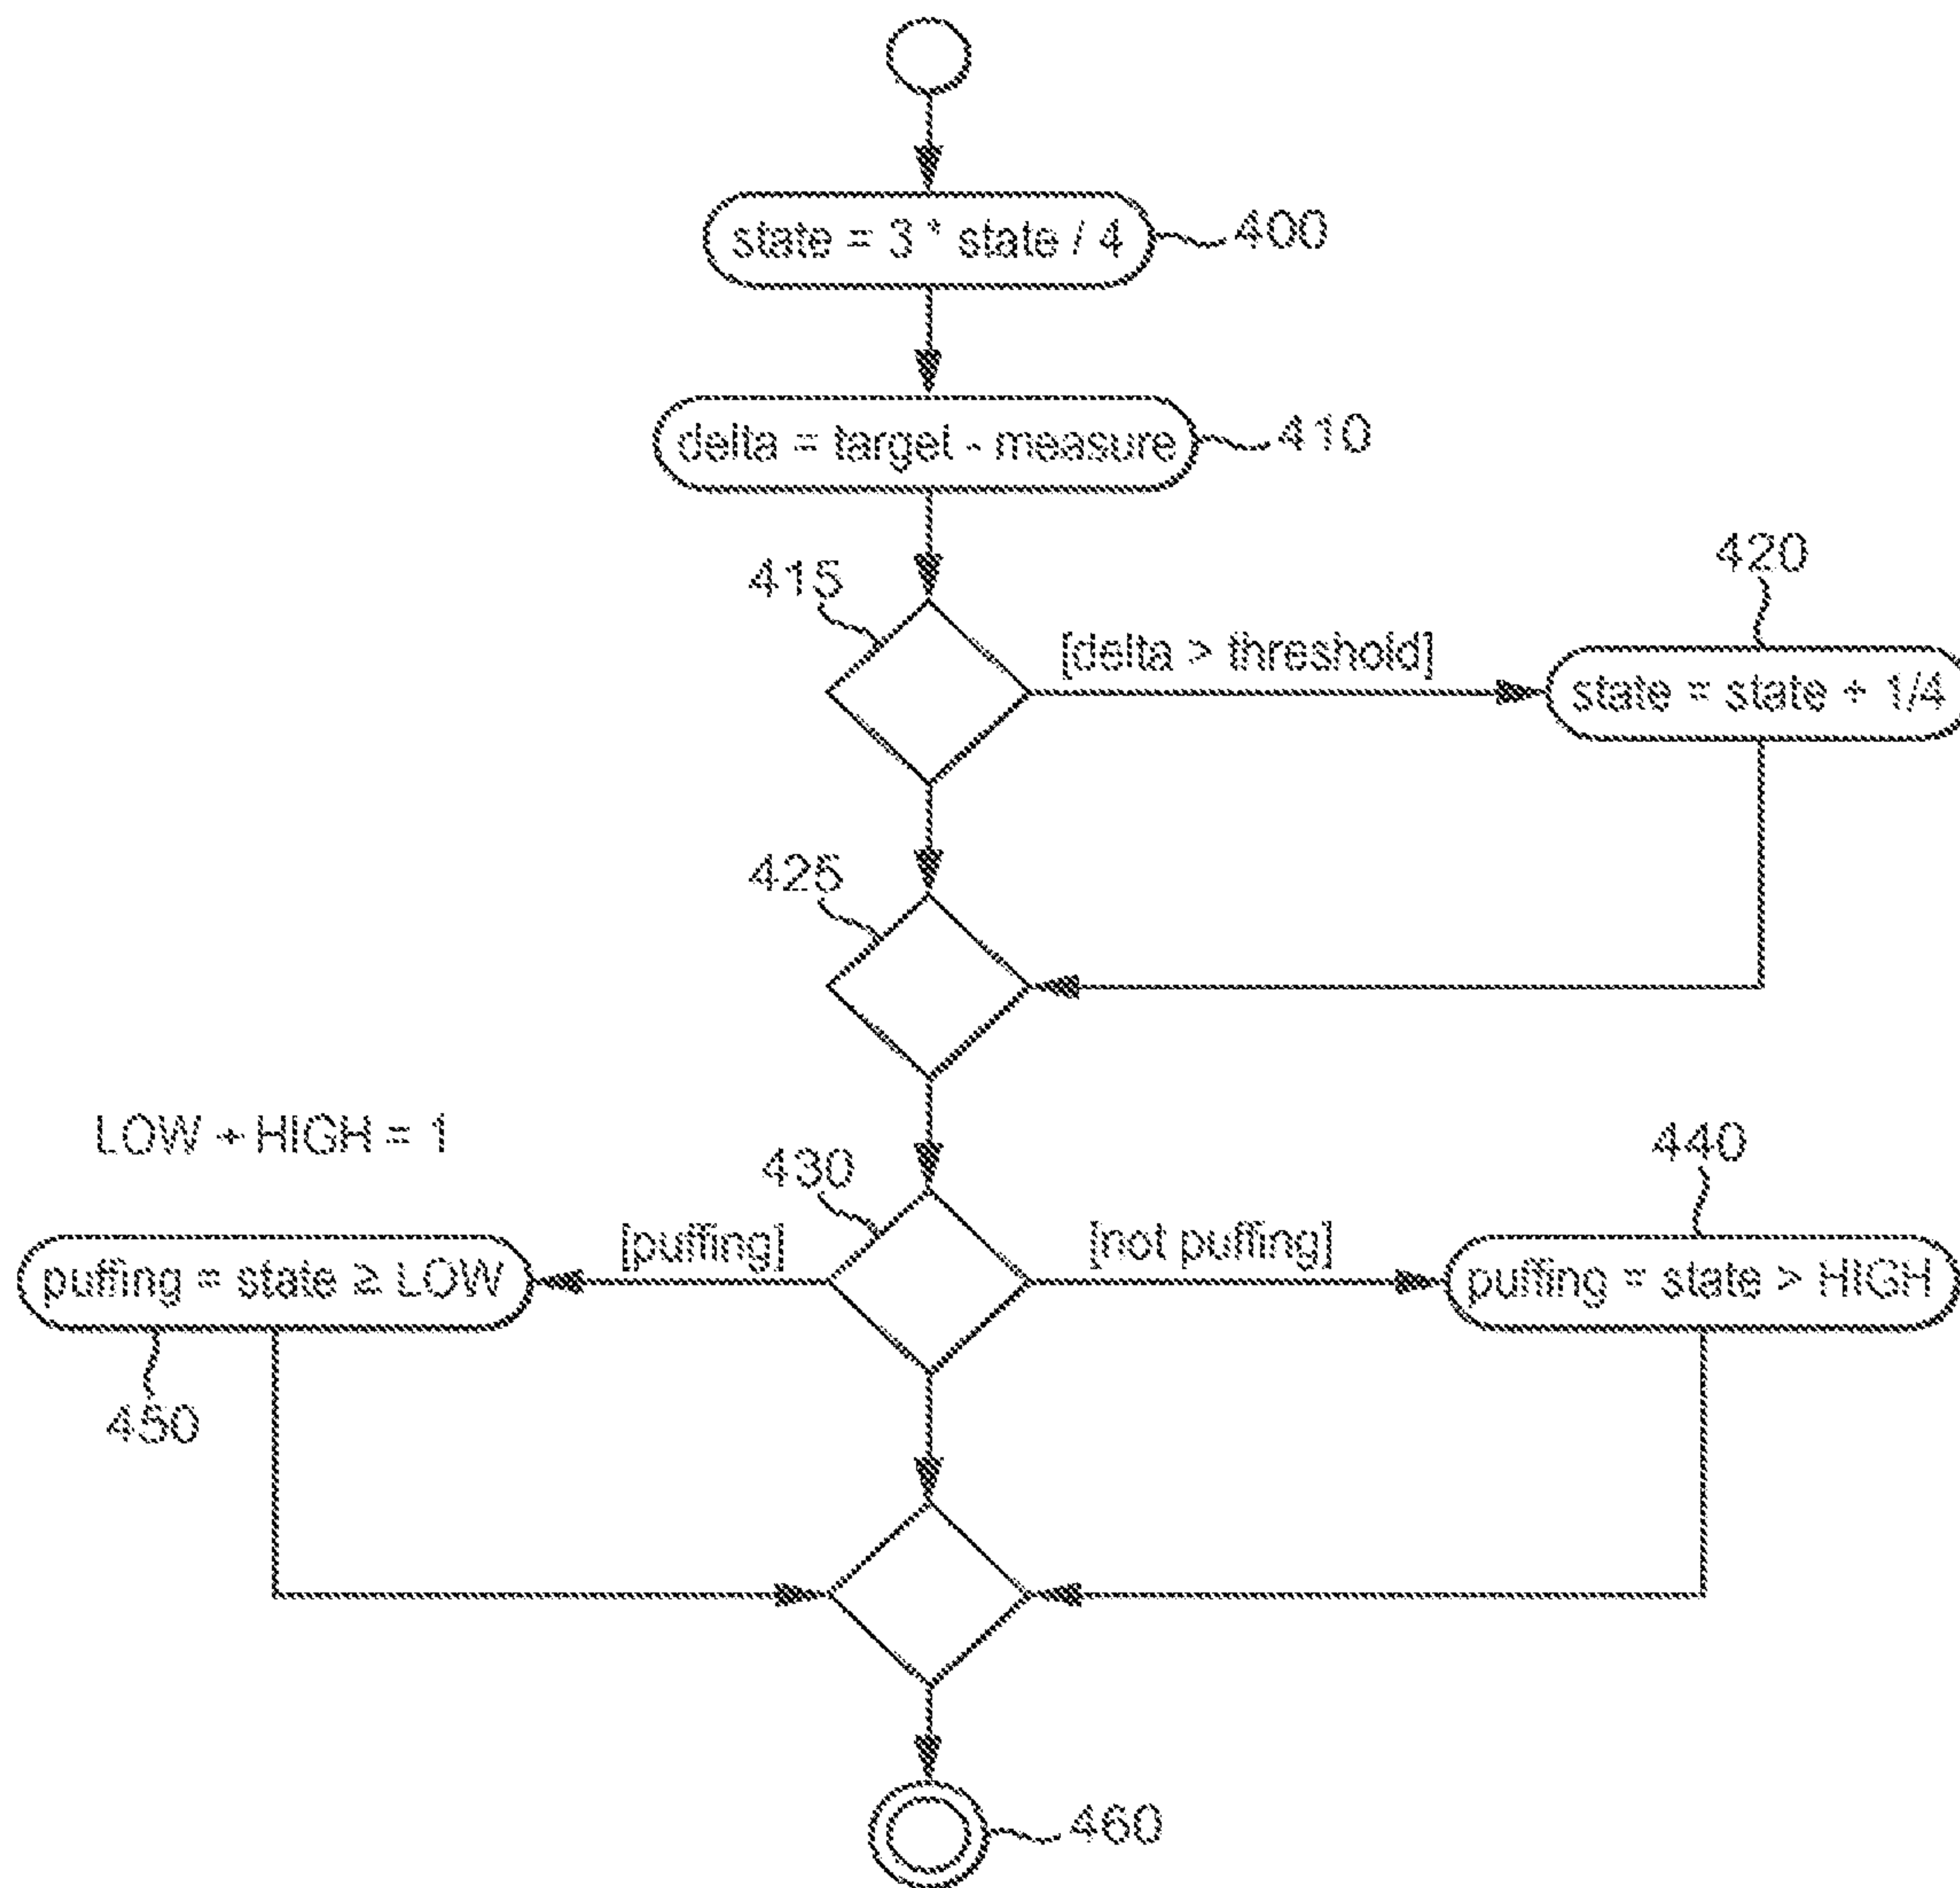 state = 3 * state / 4
400
delta = target - measure
410
415
[delta > threshold]
420
state = state + 1/4
425
LOW + HIGH = 1
430
440
[puffing]
[not puffing]
puffing = state ≥ LOW
puffing = state > HIGH
450
460